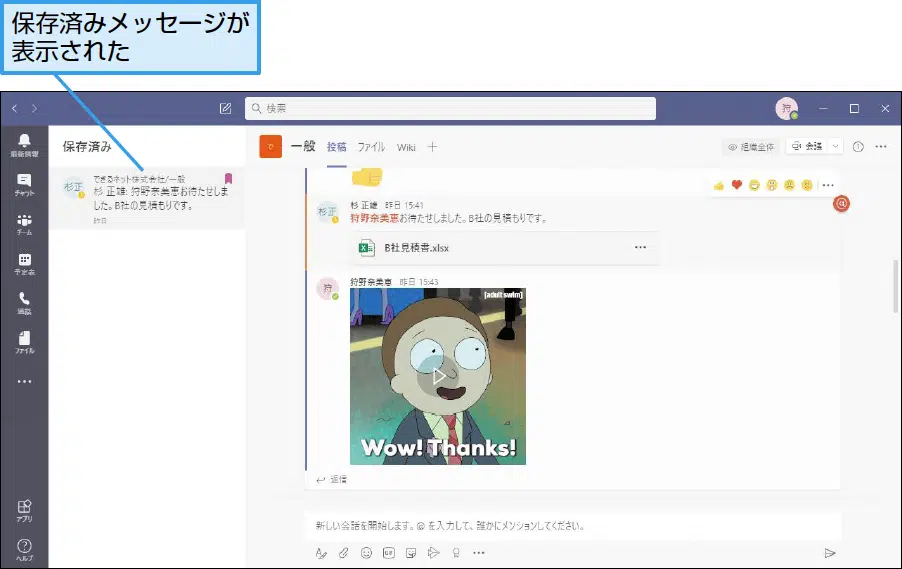 保存済みメッセージが
表示された
検索
狩
最新情報
チャット
チーム
予定表
通話
ファイル
アプリ
ヘルプ
保存済み
杉正
できるネット株式会社/一般
杉 正雄: 狩野奈美恵お待たせしま
した。B社の見積もりです。
昨日
で
一般 投稿 ファイル Wiki
組織全体 会議
杉正
杉 正雄 昨日 15:41
狩野奈美恵お待たせしました。B社の見積もりです。
B社見積書.xlsx
狩
狩野奈美恵 昨日 15:43
[adult swim]
Wow! Thanks!
返信
新しい会話を開始します。@ を入力して、誰かにメンションしてください。
GIF